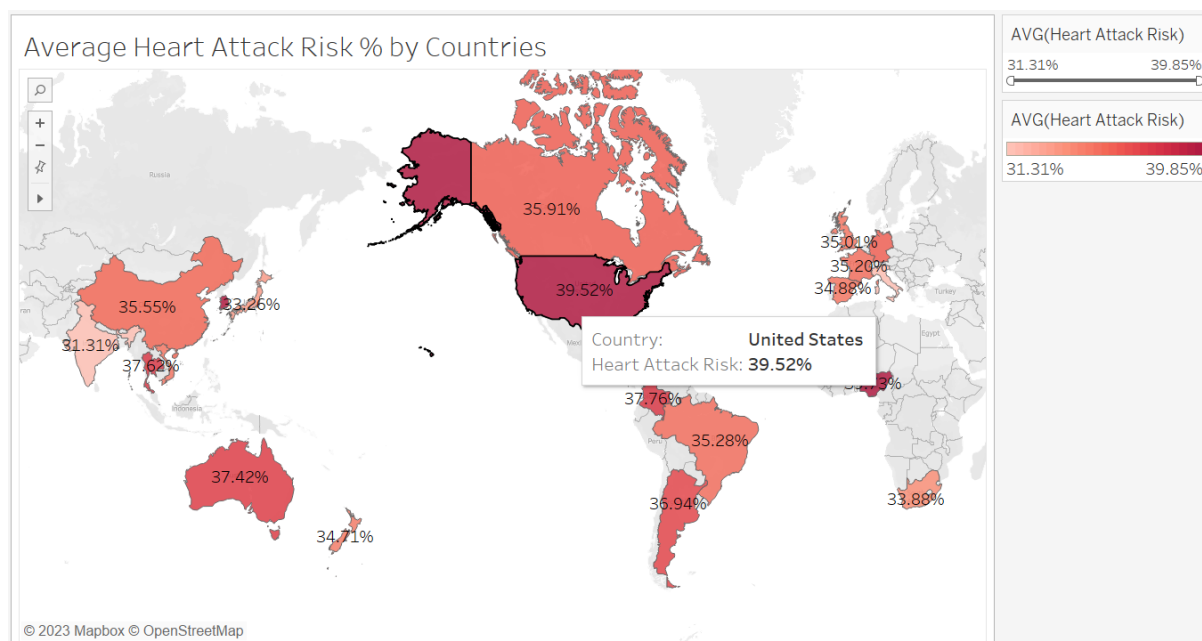 Average Heart Attack Risk % by Countries
AVG(Heart Attack Risk)
31.31% 39.85%
AVG(Heart Attack Risk)
31.31% 39.85%
Russia
35.91%
35.01%
35.20%
34.88%
Turkey
35.55%
33.26%
39.52%
31.31%
37.62%
Country: United States
Heart Attack Risk: 39.52%
Egypt
Indonesia
37.76%
Peru
35.28%
37.42%
36.94%
33.88%
34.71%
© 2023 Mapbox © OpenStreetMap